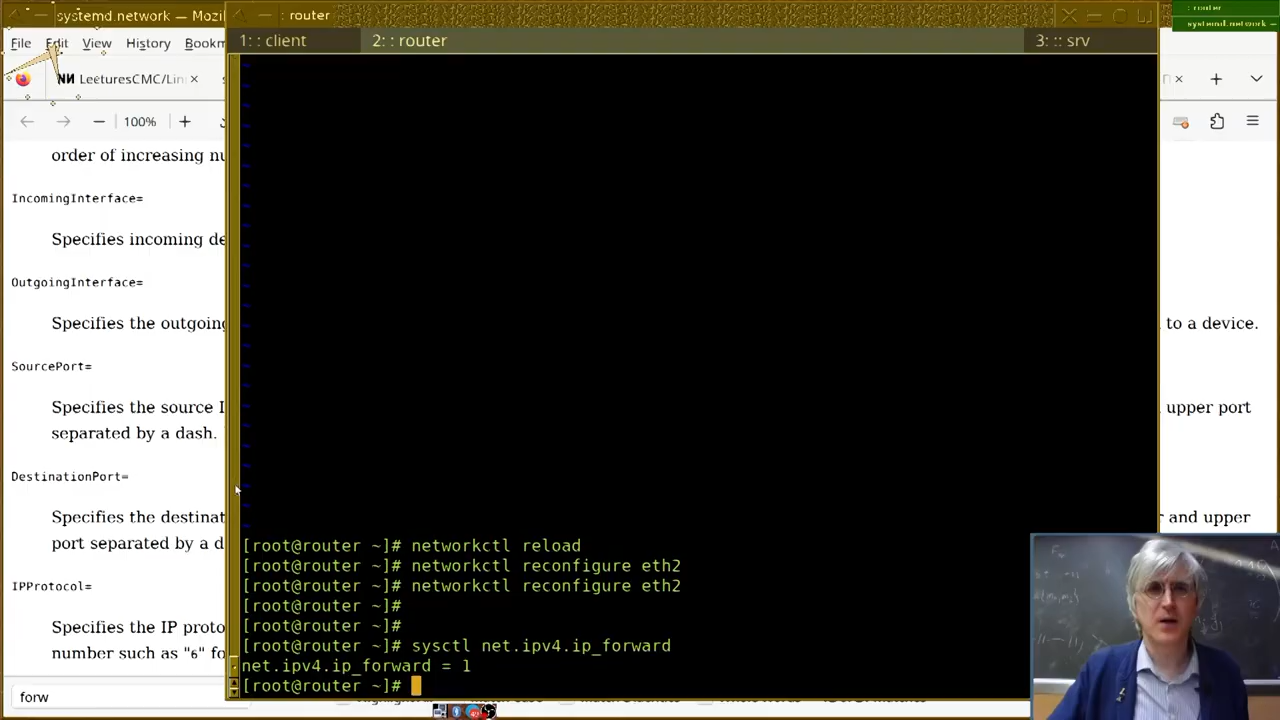 systemd.network — Mozil
: router
: router
systemd.network —
File Edit View History Bookm
1: : client
2: : router
3: :: srv
LecturesCMC/Lin
100%
order of increasing nu
IncomingInterface=
Specifies incoming de
OutgoingInterface=
Specifies the outgoing
to a device.
SourcePort=
Specifies the source I
upper port
separated by a dash.
DestinationPort=
Specifies the destinat
r and upper
port separated by a d
IPProtocol=
Specifies the IP proto
number such as "6" fo
[root@router ~]# networkctl reload
[root@router ~]# networkctl reconfigure eth2
[root@router ~]# networkctl reconfigure eth2
[root@router ~]#
[root@router ~]#
[root@router ~]# sysctl net.ipv4.ip_forward
net.ipv4.ip_forward = 1
[root@router ~]#
forw